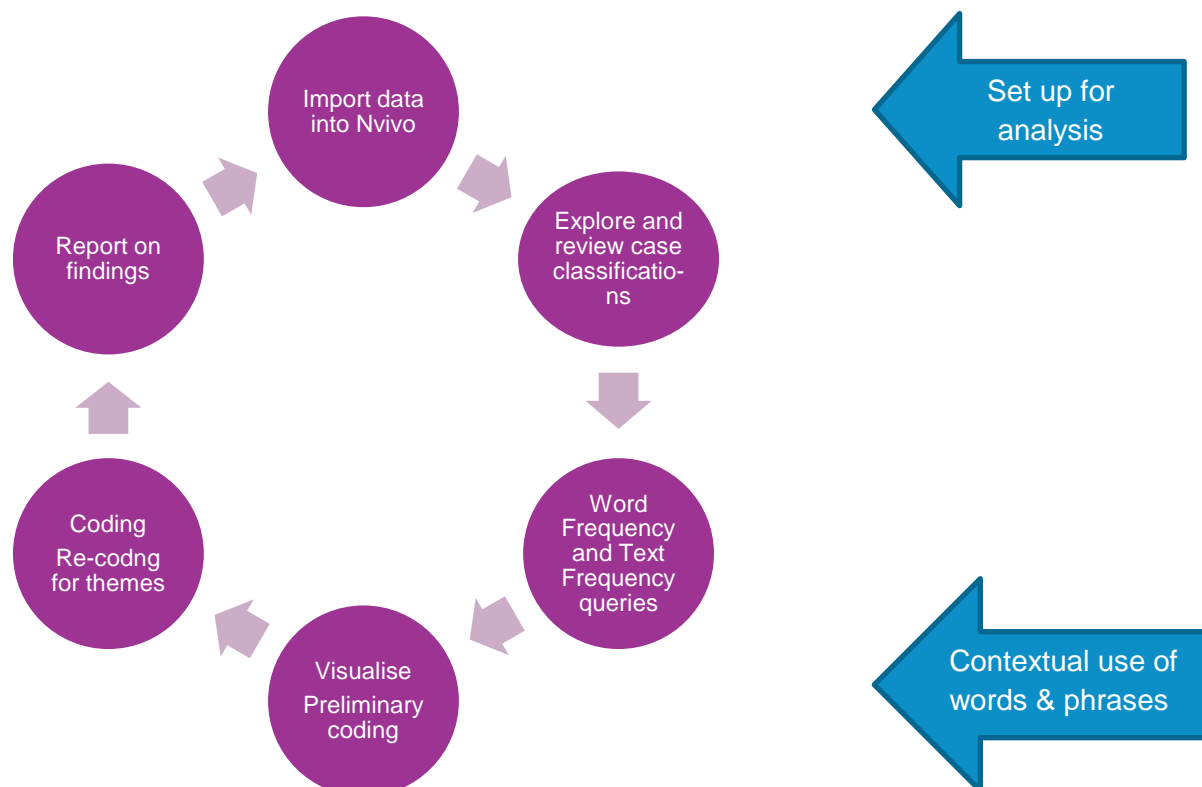 Import data
into Nvivo
Set up for
analysis
Explore and
review case
classificatio-
ns
Report on
findings
Word
Frequency
and Text
Frequency
queries
Coding
Re-codng
for themes
Visualise
Preliminary
coding
Contextual use of
words & phrases